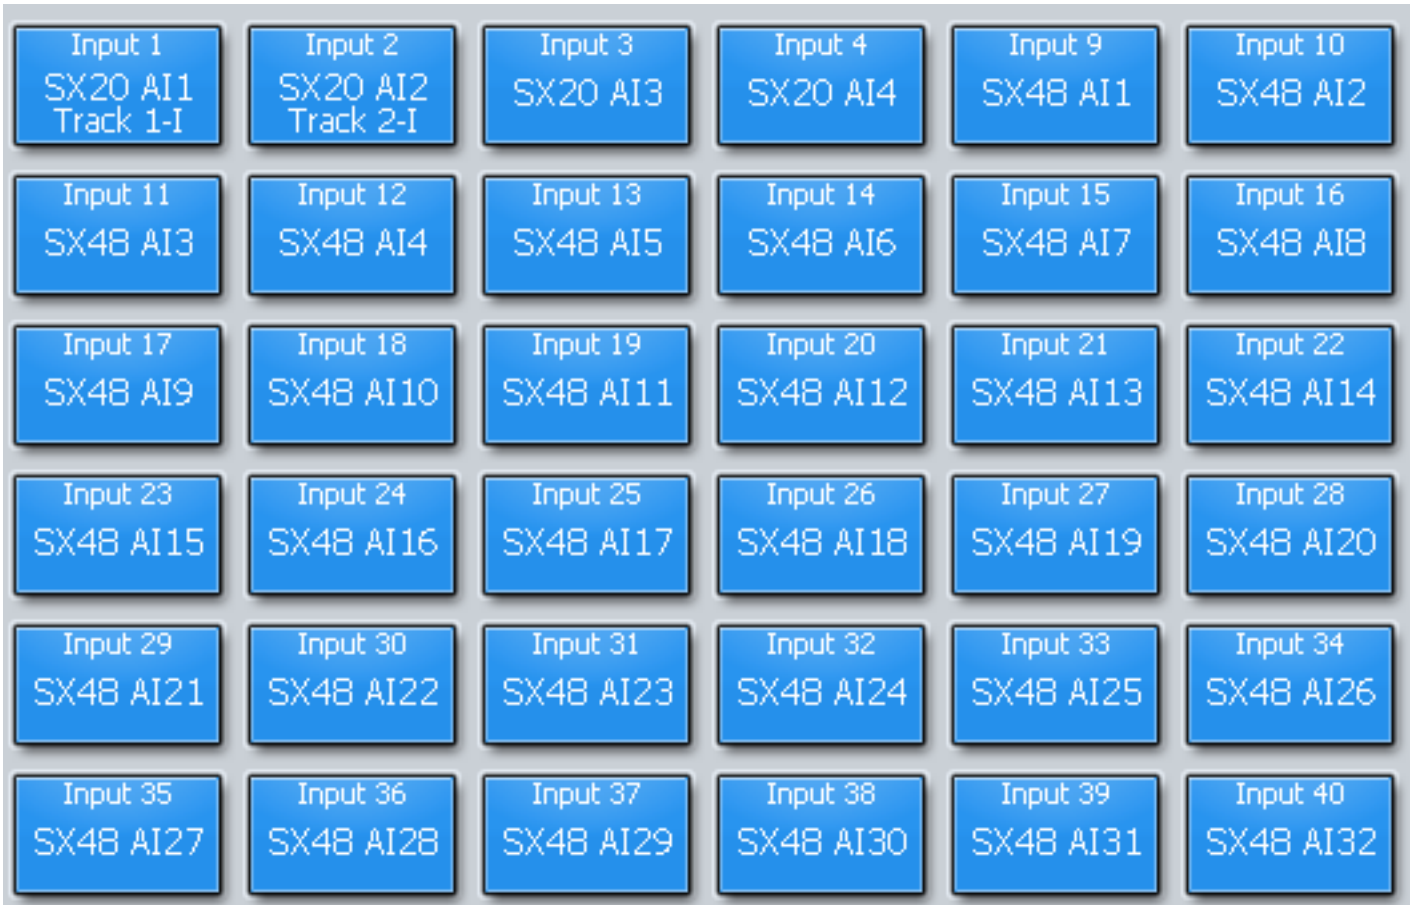 Input 1
SX20 AI1
Track 1-I
Input 2
SX20 AI2
Track 2-I
Input 3
SX20 AI3
Input 4
SX20 AI4
Input 9
SX48 AI1
Input 10
SX48 AI2
Input 11
SX48 AI3
Input 12
SX48 AI4
Input 13
SX48 AI5
Input 14
SX48 AI6
Input 15
SX48 AI7
Input 16
SX48 AI8
Input 17
SX48 AI9
Input 18
SX48 AI10
Input 19
SX48 AI11
Input 20
SX48 AI12
Input 21
SX48 AI13
Input 22
SX48 AI14
Input 23
SX48 AI15
Input 24
SX48 AI16
Input 25
SX48 AI17
Input 26
SX48 AI18
Input 27
SX48 AI19
Input 28
SX48 AI20
Input 29
SX48 AI21
Input 30
SX48 AI22
Input 31
SX48 AI23
Input 32
SX48 AI24
Input 33
SX48 AI25
Input 34
SX48 AI26
Input 35
SX48 AI27
Input 36
SX48 AI28
Input 37
SX48 AI29
Input 38
SX48 AI30
Input 39
SX48 AI31
Input 40
SX48 AI32